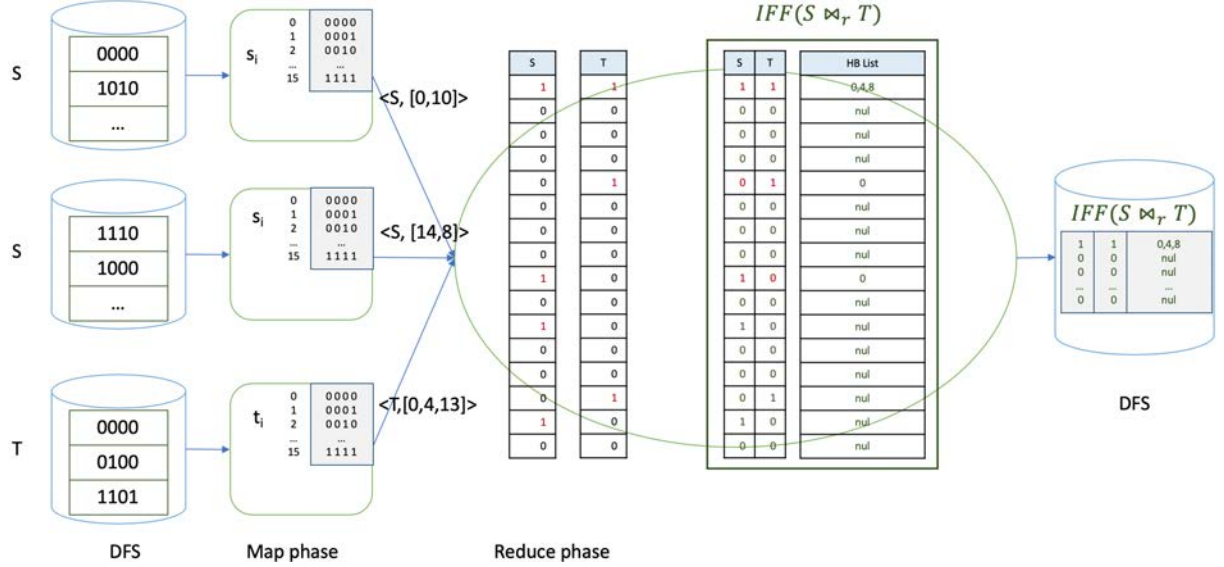 S
0000
1010
...
s_i
0 0000
1 0001
2 0010
... ...
15 1111
<S, [0,10]>
S
1110
1000
...
s_i
0 0000
1 0001
2 0010
... ...
15 1111
<S, [14,8]>
T
0000
0100
1101
t_i
0 0000
1 0001
2 0010
... ...
15 1111
<T,[0,4,13]>
IFF(S ⋈_r T)
S T S T HB List
1 1 1 1 0,4,8
0 0 0 0 nul
0 0 0 0 nul
0 0 0 0 nul
0 1 0 1 0
0 0 0 0 nul
0 0 0 0 nul
0 0 0 0 nul
1 0 1 0 0
0 0 0 0 nul
1 0 1 0 nul
0 0 0 0 nul
0 0 0 0 nul
0 1 0 1 nul
1 0 1 0 nul
0 0 0 0 nul
IFF(S ⋈_r T)
1 1 0,4,8
0 0 nul
0 0 nul
... ... ...
0 0 nul
DFS
DFS
Map phase
Reduce phase